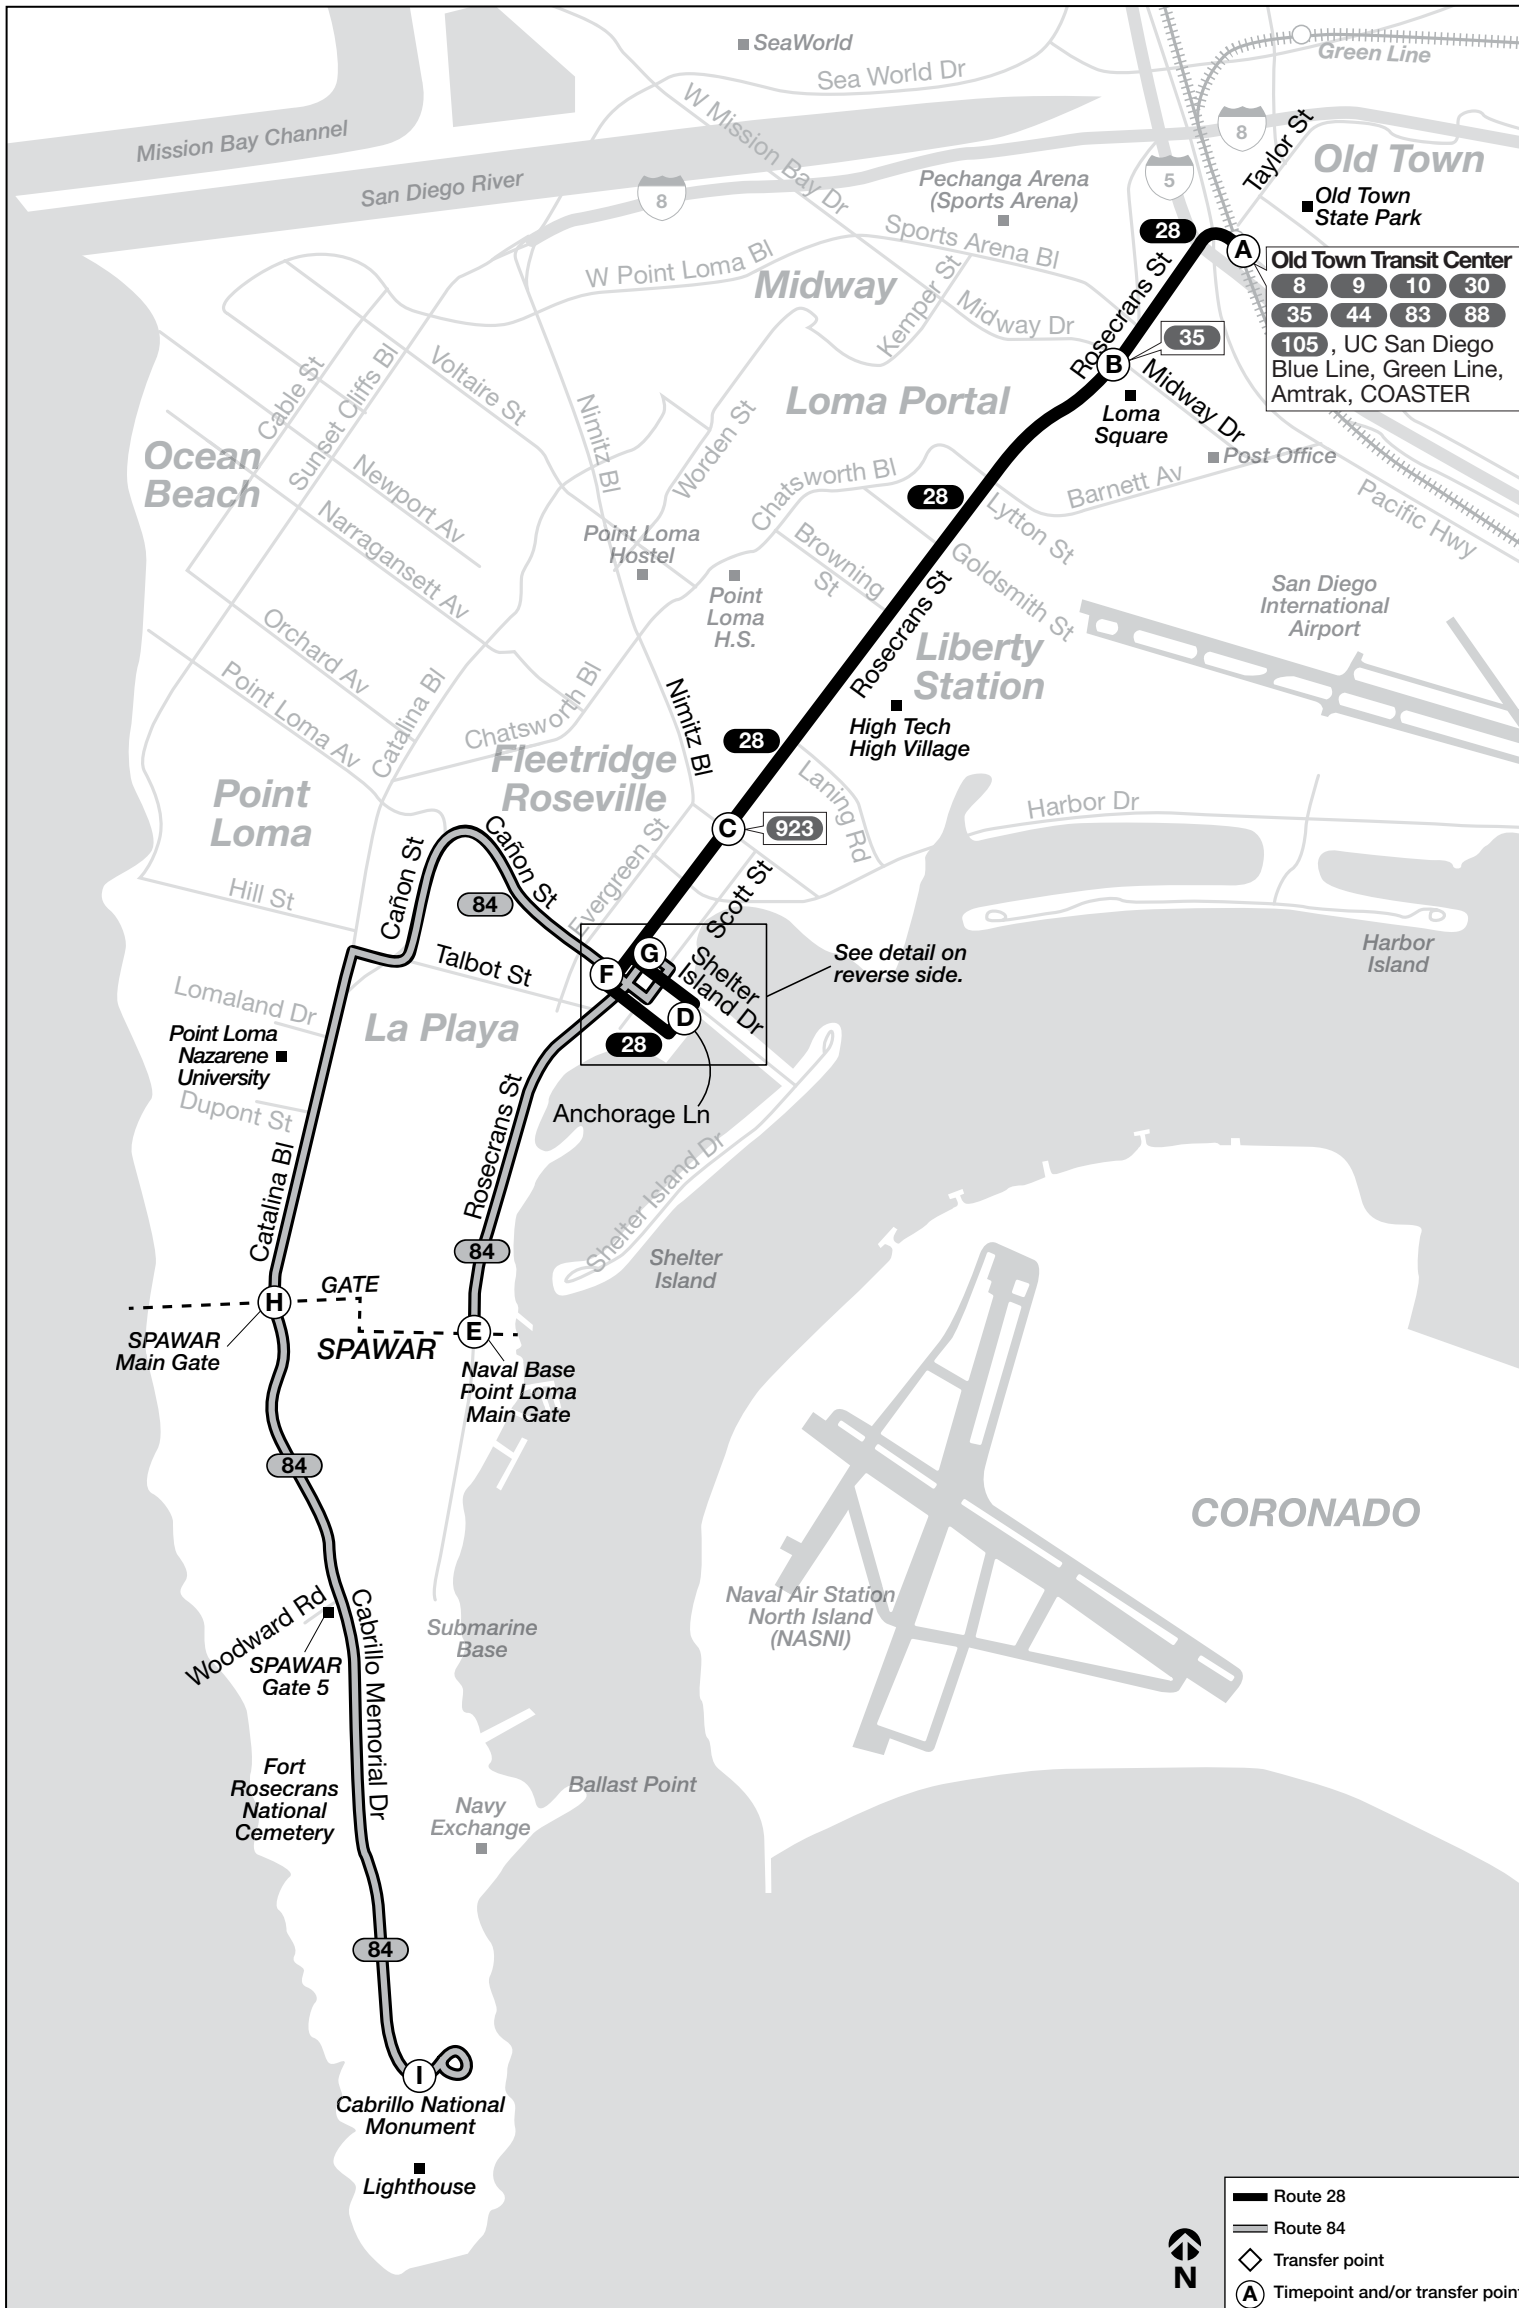 SeaWorld
Sea World Dr
Green Line
Mission Bay Channel
W Mission Bay Dr
8
Taylor St
Old Town
San Diego River
8
5
Pechanga Arena
(Sports Arena)
Old Town
State Park
28
A
Sports Arena Bl
W Point Loma Bl
Midway
Kemper St
Midway Dr
Rosecrans St
Old Town Transit Center
8 9 10 30
35 44 83 88
105 , UC San Diego
Blue Line, Green Line,
Amtrak, COASTER
35
B
Midway Dr
Loma
Square
Post Office
Cable St
Sunset Cliffs Bl
Voltaire St
Nimitz Bl
Loma Portal
Worden St
Ocean
Beach
Newport Av
Narragansett Av
Chatsworth Bl
28
Lytton St
Barnett Av
Pacific Hwy
Point Loma
Hostel
Browning
St
Goldsmith St
Point
Loma
H.S.
Rosecrans St
San Diego
International
Airport
Orchard Av
Point Loma Av
Catalina Bl
Chatsworth Bl
Liberty
Station
Nimitz Bl
High Tech
High Village
28
Fleetridge
Roseville
Laning Rd
Harbor Dr
Point
Loma
C
923
Cañon St
Cañon St
Evergreen St
Hill St
84
Scott St
Talbot St
G
F
Shelter
Island Dr
See detail on
reverse side.
Harbor
Island
Lomaland Dr
La Playa
D
28
Point Loma
Nazarene
University
Dupont St
Anchorage Ln
Rosecrans St
Catalina Bl
Shelter Island Dr
84
Shelter
Island
GATE
H
SPAWAR
Main Gate
SPAWAR
E
Naval Base
Point Loma
Main Gate
84
CORONADO
Woodward Rd
SPAWAR
Gate 5
Cabrillo Memorial Dr
Submarine
Base
Naval Air Station
North Island
(NASNI)
Fort
Rosecrans
National
Cemetery
Ballast Point
Navy
Exchange
84
I
Cabrillo National
Monument
Lighthouse
N
Route 28
Route 84
Transfer point
A Timepoint and/or transfer point